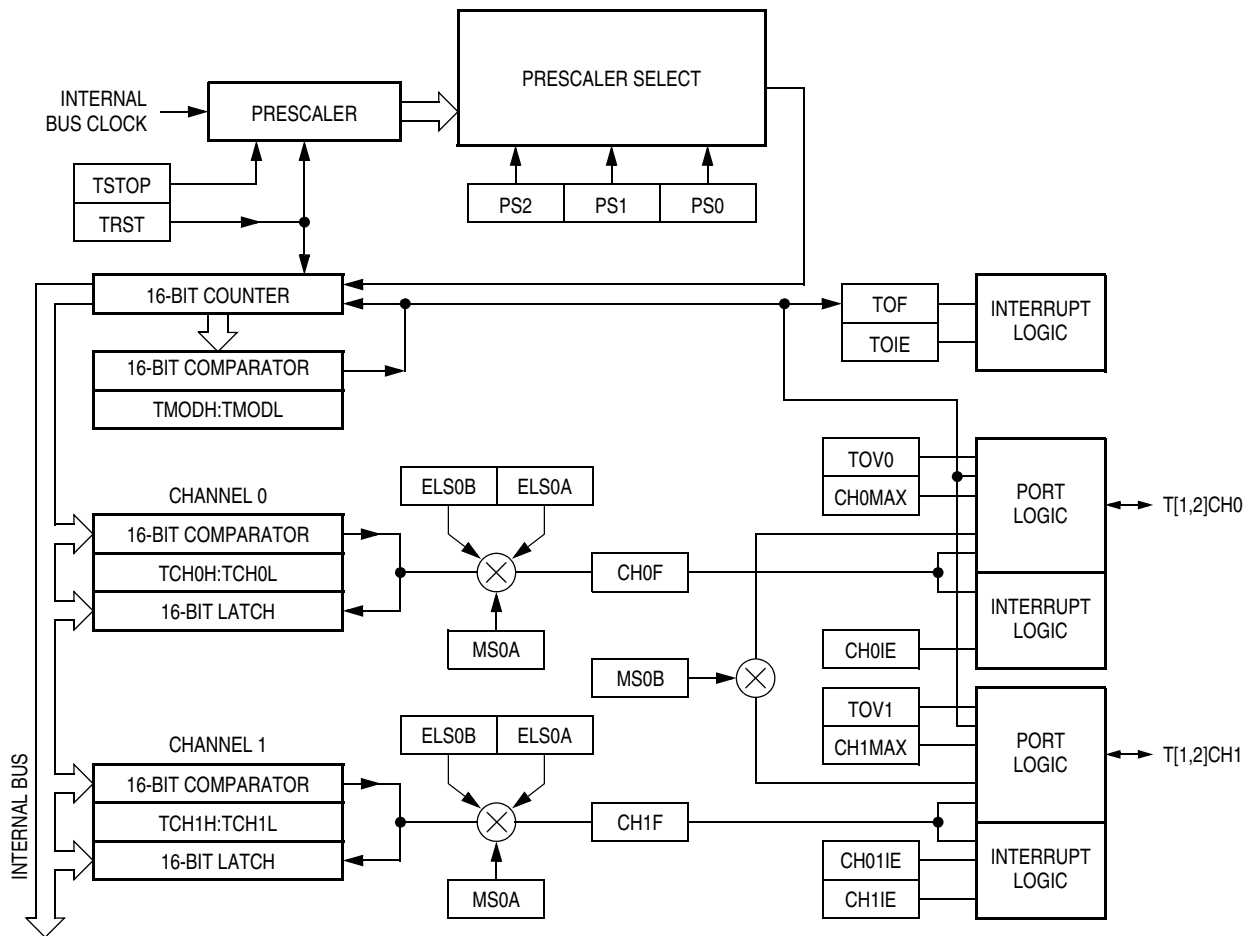 PRESCALER SELECT
INTERNAL
BUS CLOCK
PRESCALER
TSTOP
TRST
PS2
PS1
PS0
16-BIT COUNTER
TOF
TOIE
INTERRUPT
LOGIC
16-BIT COMPARATOR
TMODH:TMODL
CHANNEL 0
16-BIT COMPARATOR
TCH0H:TCH0L
16-BIT LATCH
ELS0B
ELS0A
MS0A
CH0F
TOV0
CH0MAX
PORT
LOGIC
T[1,2]CH0
INTERRUPT
LOGIC
CH0IE
MS0B
CHANNEL 1
16-BIT COMPARATOR
TCH1H:TCH1L
16-BIT LATCH
ELS0B
ELS0A
MS0A
CH1F
TOV1
CH1MAX
PORT
LOGIC
T[1,2]CH1
INTERRUPT
LOGIC
CH01IE
CH1IE
INTERNAL BUS